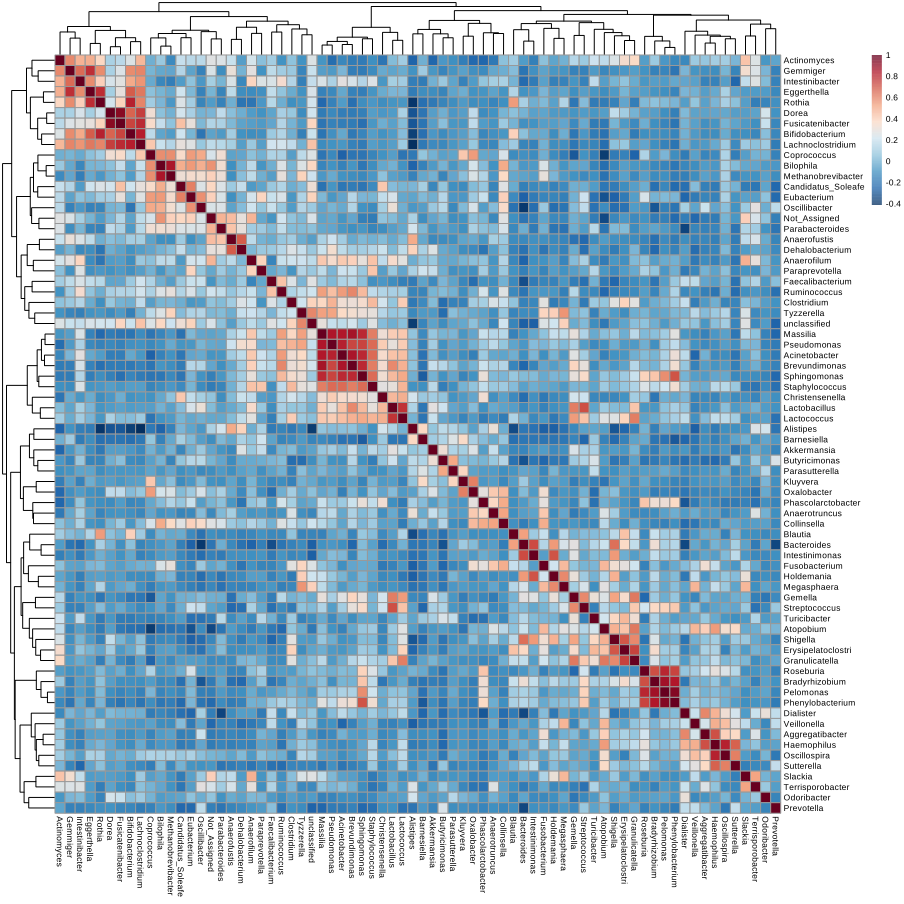 Actinomyces
Gemmiger
Intestinibacter
Eggerthella
Rothia
Dorea
Fusicatenibacter
Bifidobacterium
Lachnoclostridium
Coprococcus
Bilophila
Methanobrevibacter
Candidatus_Soleafe
Eubacterium
Oscillibacter
Not_Assigned
Parabacteroides
Anaerofustis
Dehalobacterium
Anaerofilum
Paraprevotella
Faecalibacterium
Ruminococcus
Clostridium
Tyzzerella
unclassified
Massilia
Pseudomonas
Acinetobacter
Brevundimonas
Sphingomonas
Staphylococcus
Christensenella
Lactobacillus
Lactococcus
Alistipes
Barnesiella
Akkermansia
Butyricimonas
Parasutterella
Kluyvera
Oxalobacter
Phascolarctobacter
Anaerotruncus
Collinsella
Blautia
Bacteroides
Intestinimonas
Fusobacterium
Holdemania
Megasphaera
Gemella
Streptococcus
Turicibacter
Atopobium
Shigella
Erysipelatoclostri
Granulicatella
Roseburia
Bradyrhizobium
Pelomonas
Phenylobacterium
Dialister
Veillonella
Aggregatibacter
Haemophilus
Oscillospira
Sutterella
Slackia
Terrisporobacter
Odoribacter
Prevotella
1
0.8
0.6
0.4
0.2
0
-0.2
-0.4
Actinomyces
Gemmiger
Intestinibacter
Eggerthella
Rothia
Dorea
Fusicatenibacter
Bifidobacterium
Lachnoclostridium
Coprococcus
Bilophila
Methanobrevibacter
Candidatus_Soleafe
Eubacterium
Oscillibacter
Not_Assigned
Parabacteroides
Anaerofustis
Dehalobacterium
Anaerofilum
Paraprevotella
Faecalibacterium
Ruminococcus
Clostridium
Tyzzerella
unclassified
Massilia
Pseudomonas
Acinetobacter
Brevundimonas
Sphingomonas
Staphylococcus
Christensenella
Lactobacillus
Lactococcus
Alistipes
Barnesiella
Akkermansia
Butyricimonas
Parasutterella
Kluyvera
Oxalobacter
Phascolarctobacter
Anaerotruncus
Collinsella
Blautia
Bacteroides
Intestinimonas
Fusobacterium
Holdemania
Megasphaera
Gemella
Streptococcus
Turicibacter
Atopobium
Shigella
Erysipelatoclostri
Granulicatella
Roseburia
Bradyrhizobium
Pelomonas
Phenylobacterium
Dialister
Veillonella
Aggregatibacter
Haemophilus
Oscillospira
Sutterella
Slackia
Terrisporobacter
Odoribacter
Prevotella